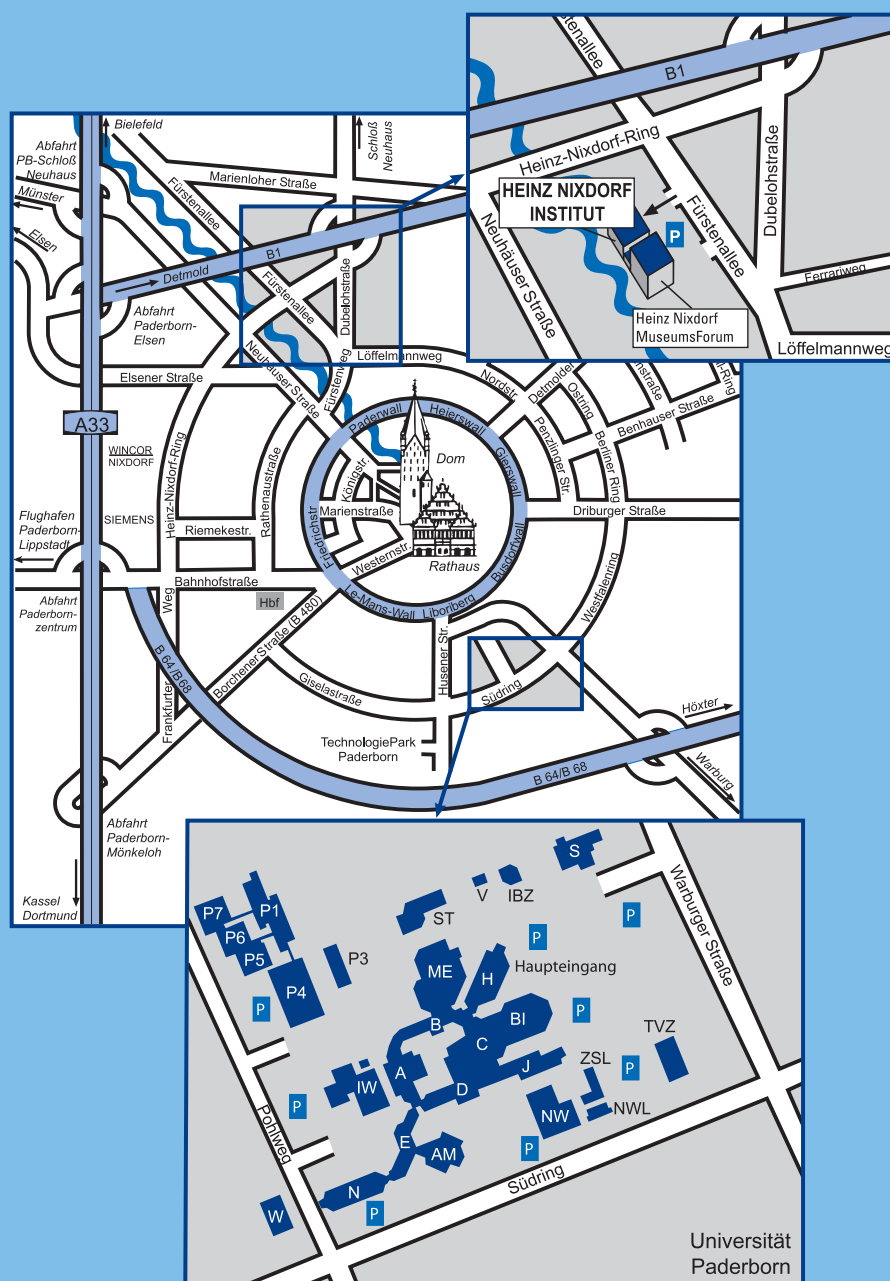 Fürstenallee
B1
Heinz-Nixdorf-Ring
HEINZ NIXDORF
INSTITUT
P
Fürstenallee
Dubelohstraße
Neuhäuser Straße
Ferrariweg
Heinz Nixdorf
MuseumsForum
Löffelmannweg
Bielefeld
Abfahrt
PB-Schloß
Neuhaus
Münster
Elsen
Schloß
Neuhaus
Marienloher Straße
Fürstenallee
B1
Detmold
Fürstenallee
Dubelohstraße
Abfahrt
Paderborn-
Elsen
Elsener Straße
Neuhäuser Straße
Fürstenweg
Löffelmannweg
Nordstr.
Detmolder
Ostring
Benhauser Straße
Penzlinger Str.
Berliner Ring
A33
WINCOR
NIXDORF
Heinz-Nixdorf-Ring
Rathenaustraße
Paderwall
Heierswall
Gierswall
Dom
Königstr.
Marienstraße
Friedrichstr
Driburger Straße
Flughafen
Paderborn-
Lippstadt
SIEMENS
Riemekestr.
Westernstr.
Rathaus
Busdorfwall
Westfalenring
Bahnhofstraße
Le-Mans-Wall
Liboriberg
Abfahrt
Paderborn-
zentrum
Weg
Hbf
Borchener Straße (B 480)
Husener Str.
B 64/B68
Frankfurter
Giselastraße
Südring
Höxter
TechnologiePark
Paderborn
B 64/B 68
Warburg
Abfahrt
Paderborn-
Mönkeloh
Kassel
Dortmund
S
Warburger Straße
V
IBZ
P7
P1
P6
P5
ST
P
P
P3
ME
H
Haupteingang
P4
P
B
BI
P
C
TVZ
A
IW
J
ZSL
P
D
P
NW
NWL
Pohlweg
E
AM
P
N
Südring
W
P
Universität
Paderborn